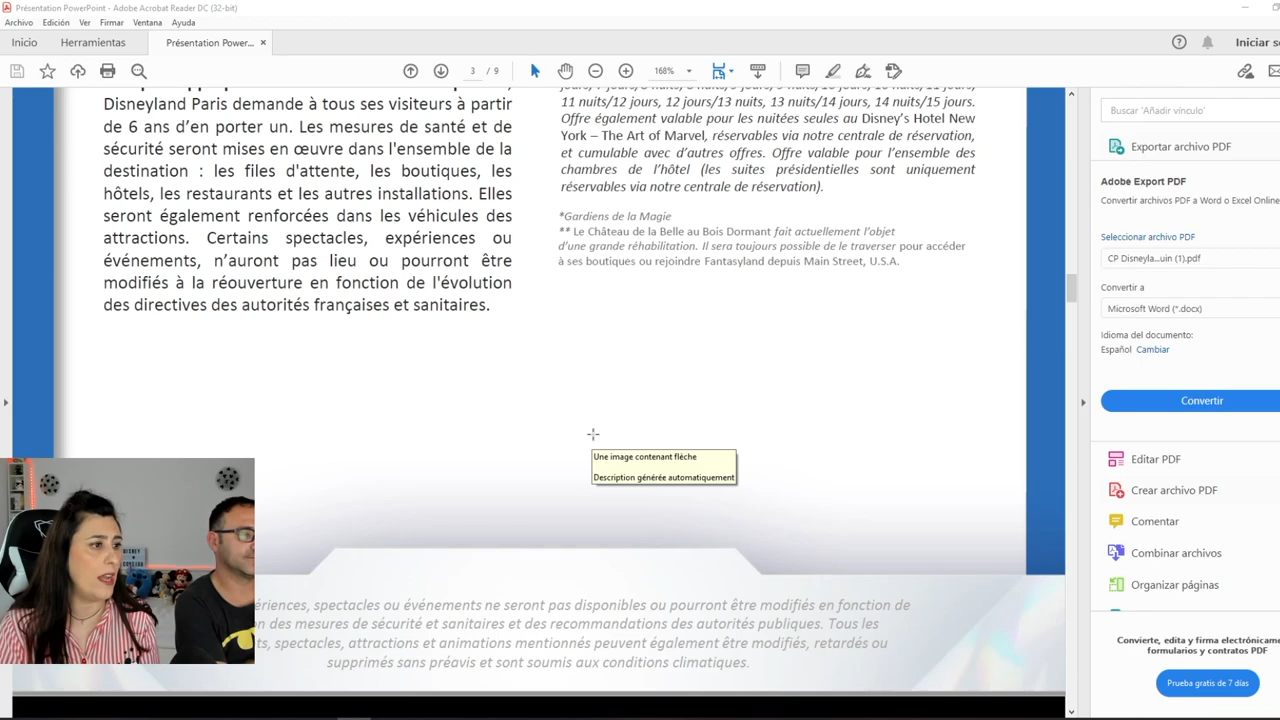 Présentation PowerPoint - Adobe Acrobat Reader DC (32-bit)
Archivo Edición Ver Firmar Ventana Ayuda
Inicio Herramientas Présentation Power... × Iniciar
3 / 9 168%
Disneyland Paris demande à tous ses visiteurs à partir
de 6 ans d'en porter un. Les mesures de santé et de
sécurité seront mises en œuvre dans l'ensemble de la
destination : les files d'attente, les boutiques, les
hôtels, les restaurants et les autres installations. Elles
seront également renforcées dans les véhicules des
attractions. Certains spectacles, expériences ou
événements, n'auront pas lieu ou pourront être
modifiés à la réouverture en fonction de l'évolution
des directives des autorités françaises et sanitaires.
11 nuits/12 jours, 12 jours/13 nuits, 13 nuits/14 jours, 14 nuits/15 jours.
Offre également valable pour les nuitées seules au Disney's Hotel New
York – The Art of Marvel, réservables via notre centrale de réservation,
et cumulable avec d'autres offres. Offre valable pour l'ensemble des
chambres de l'hôtel (les suites présidentielles sont uniquement
réservables via notre centrale de réservation).
*Gardiens de la Magie
** Le Château de la Belle au Bois Dormant fait actuellement l'objet
d'une grande réhabilitation. Il sera toujours possible de le traverser pour accéder
à ses boutiques ou rejoindre Fantasyland depuis Main Street, U.S.A.
Une image contenant flèche
Description générée automatiquement
ériences, spectacles ou événements ne seront pas disponibles ou pourront être modifiés en fonction de
on des mesures de sécurité et sanitaires et des recommandations des autorités publiques. Tous les
ts, spectacles, attractions et animations mentionnés peuvent également être modifiés, retardés ou
supprimés sans préavis et sont soumis aux conditions climatiques.
Buscar 'Añadir vínculo'
Exportar archivo PDF
Adobe Export PDF
Convertir archivos PDF a Word o Excel Online
Seleccionar archivo PDF
CP Disneyla...uin (1).pdf
Convertir a
Microsoft Word (*.docx)
Idioma del documento:
Español Cambiar
Convertir
Editar PDF
Crear archivo PDF
Comentar
Combinar archivos
Organizar páginas
Convierte, edita y firma electrónicame
formularios y contratos PDF
Prueba gratis de 7 días